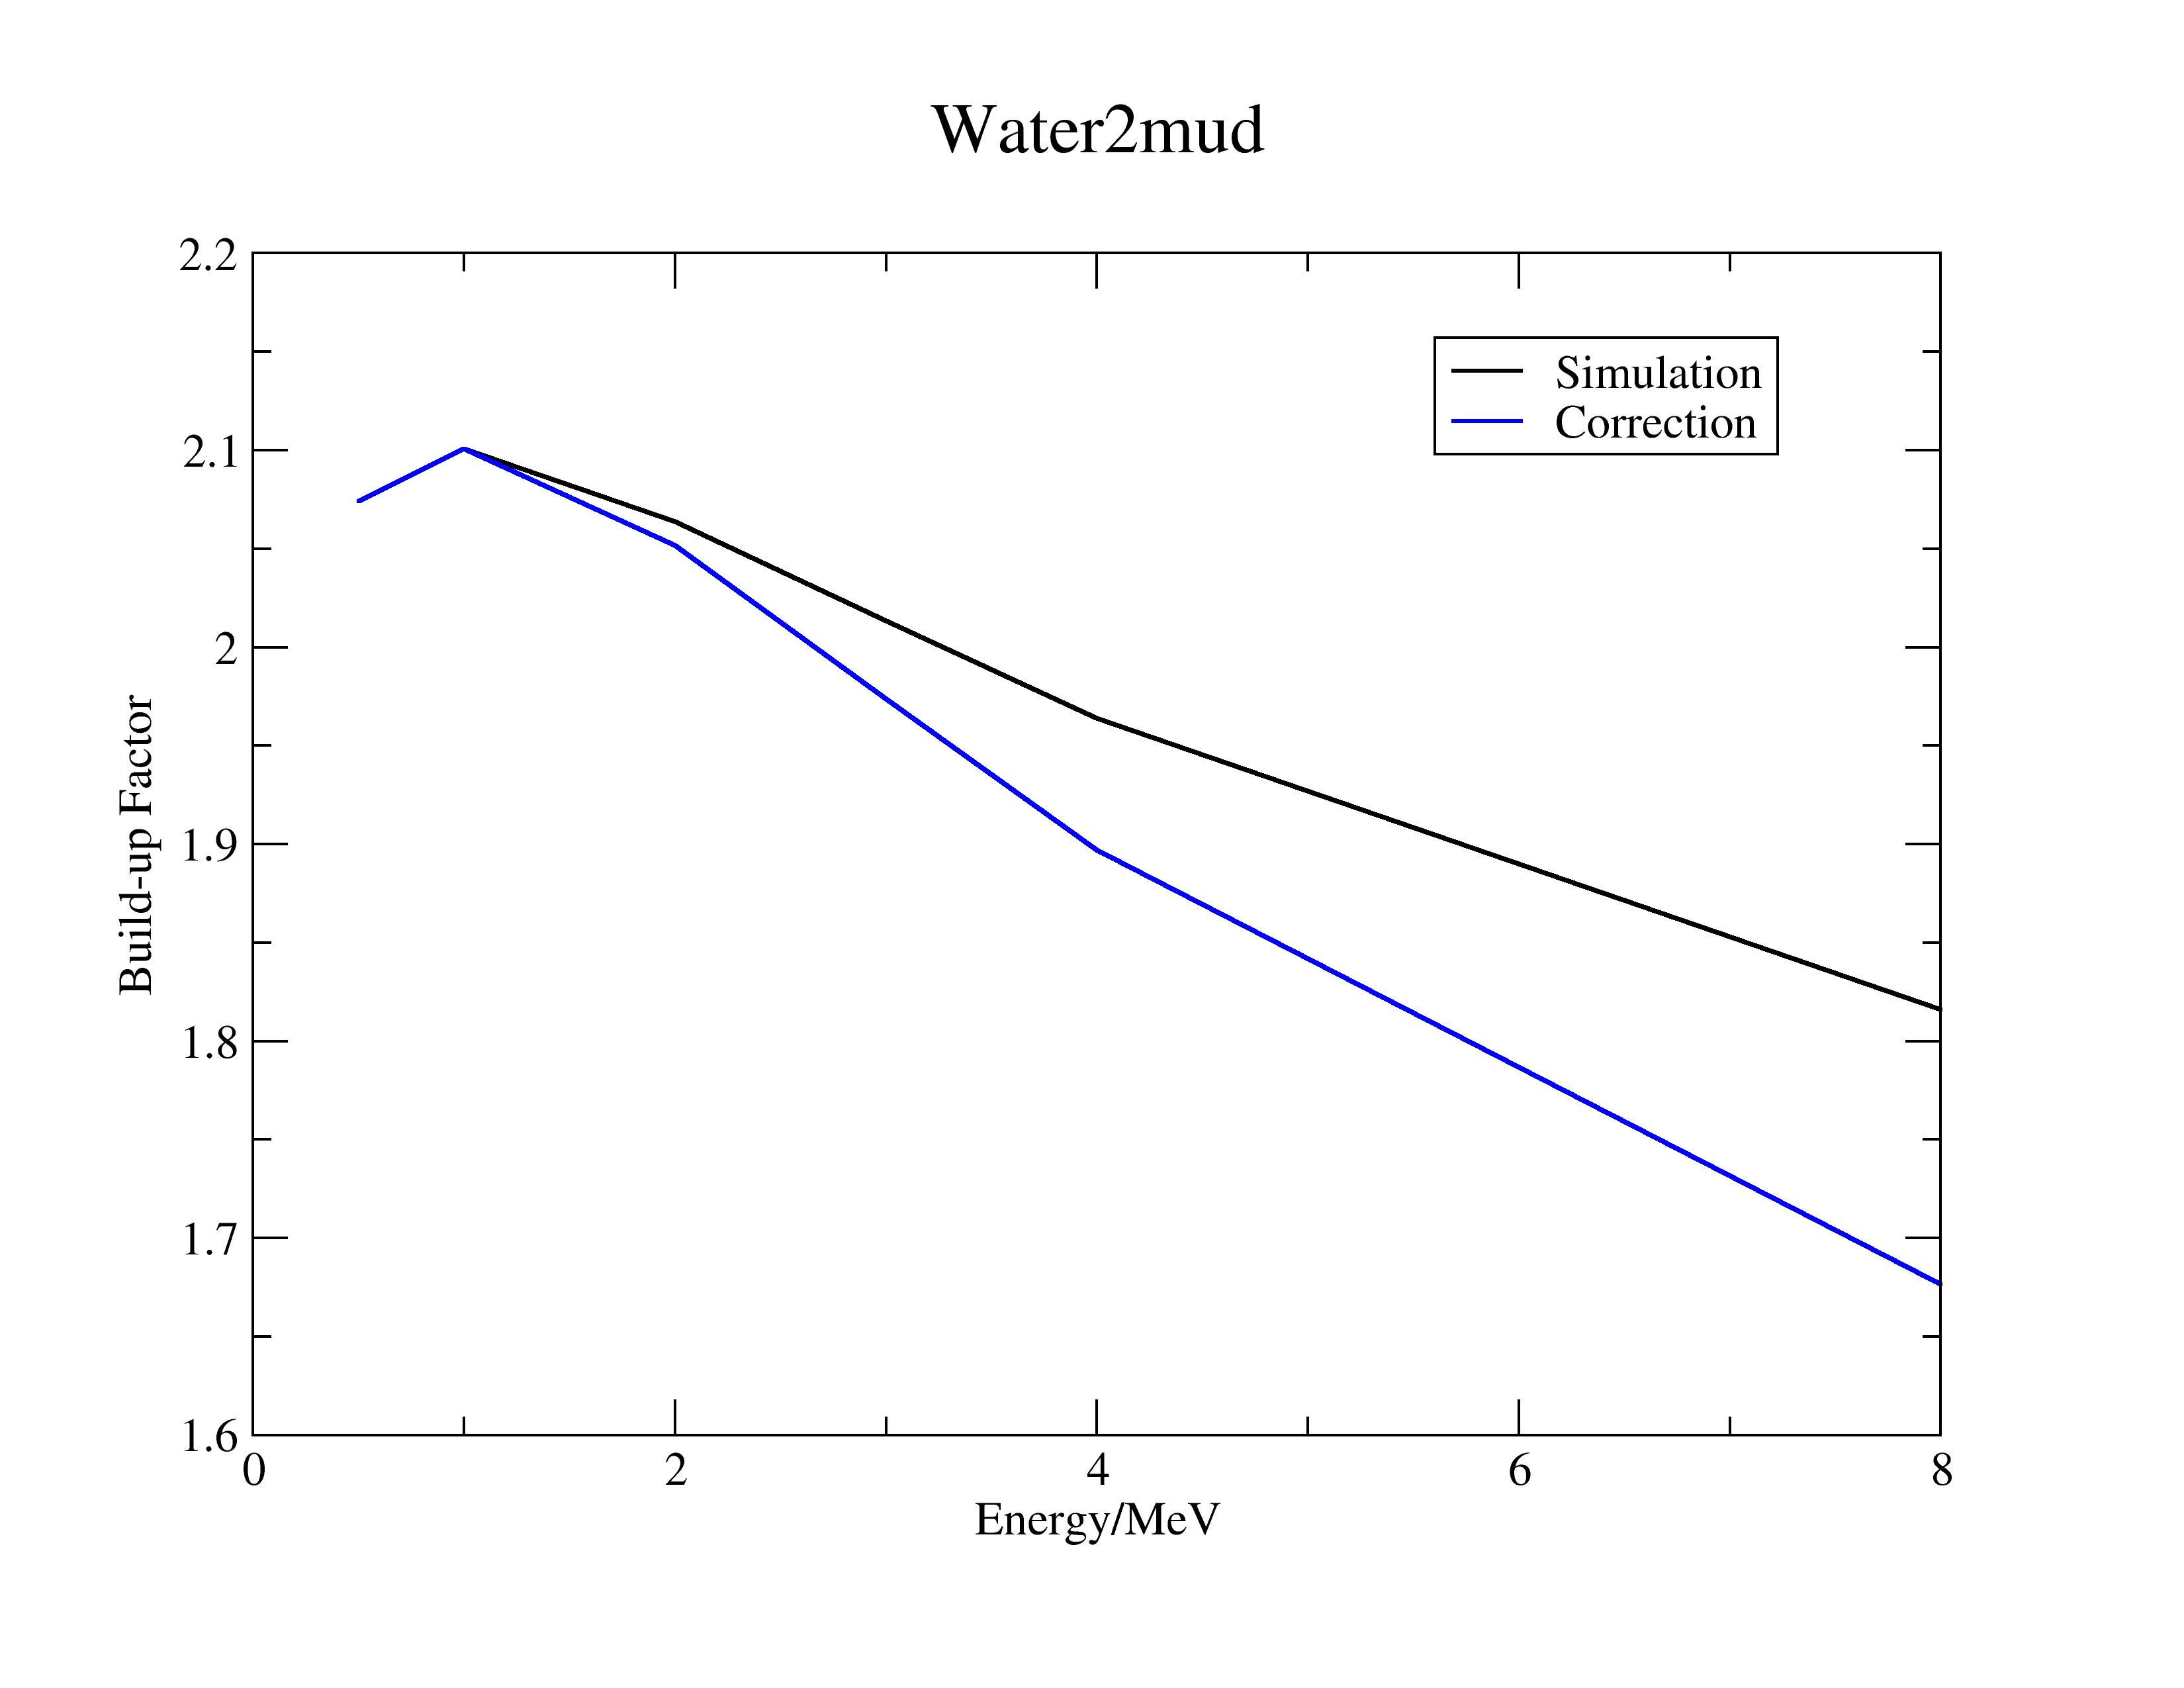 Water2mud
2.2
2.1
2
1.9
1.8
1.7
1.6
Build-up Factor
Simulation
Correction
0 2 4 6 8
Energy/MeV